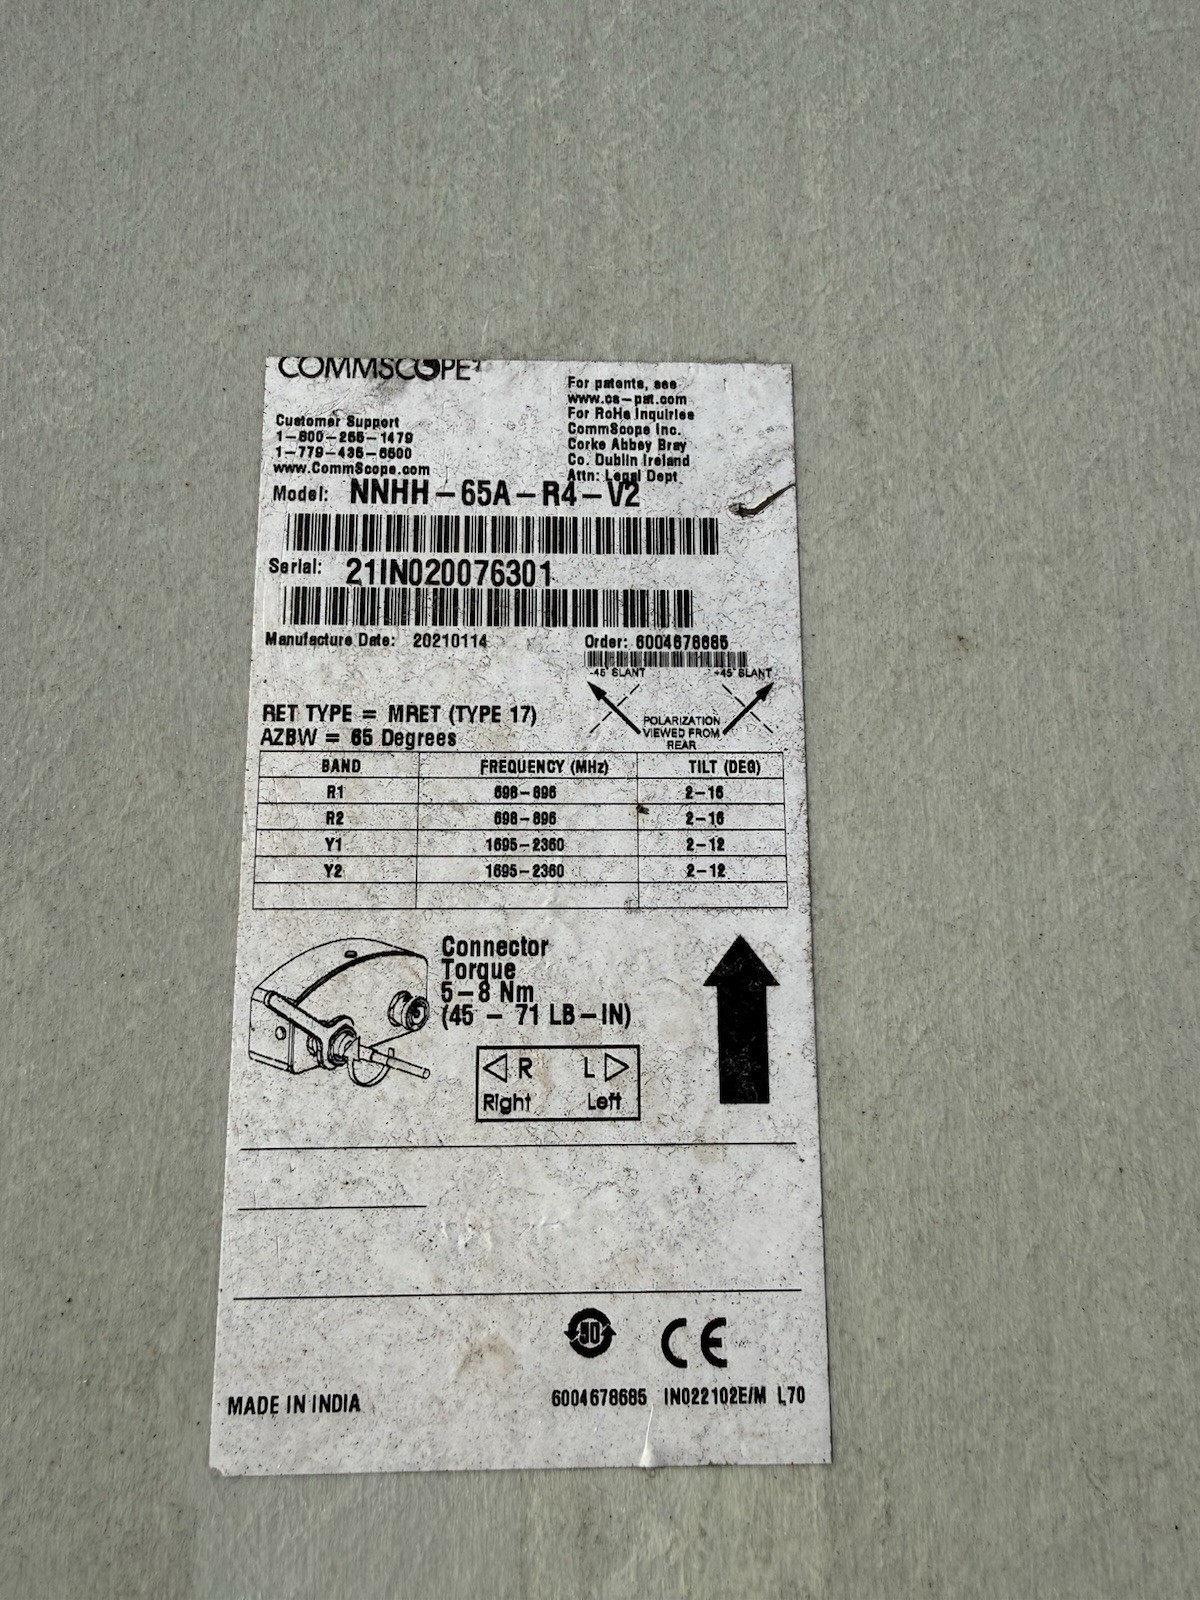 COMMSCOPE
Customer Support
1-800-255-1479
1-779-435-6500
www.CommScope.com
For patents, see
www.cs-pat.com
For RoHs Inquiries
CommScope Inc.
Corke Abbey Bray
Co. Dublin Ireland
Attn: Legal Dept
Model: NNHH-65A-R4-V2
Serial: 21IN020076301
Manufacture Date: 20210114
Order: 6004678685
-45° SLANT +45° SLANT
POLARIZATION
VIEWED FROM
REAR
RET TYPE = MRET (TYPE 17)
AZBW = 65 Degrees
BAND FREQUENCY (MHz) TILT (DEG)
R1 698-896 2-16
R2 698-896 2-16
Y1 1695-2360 2-12
Y2 1695-2360 2-12
Connector
Torque
5-8 Nm
(45 - 71 LB-IN)
R L
Right Left
50 CE
MADE IN INDIA 6004678685 IN022102E/M L70